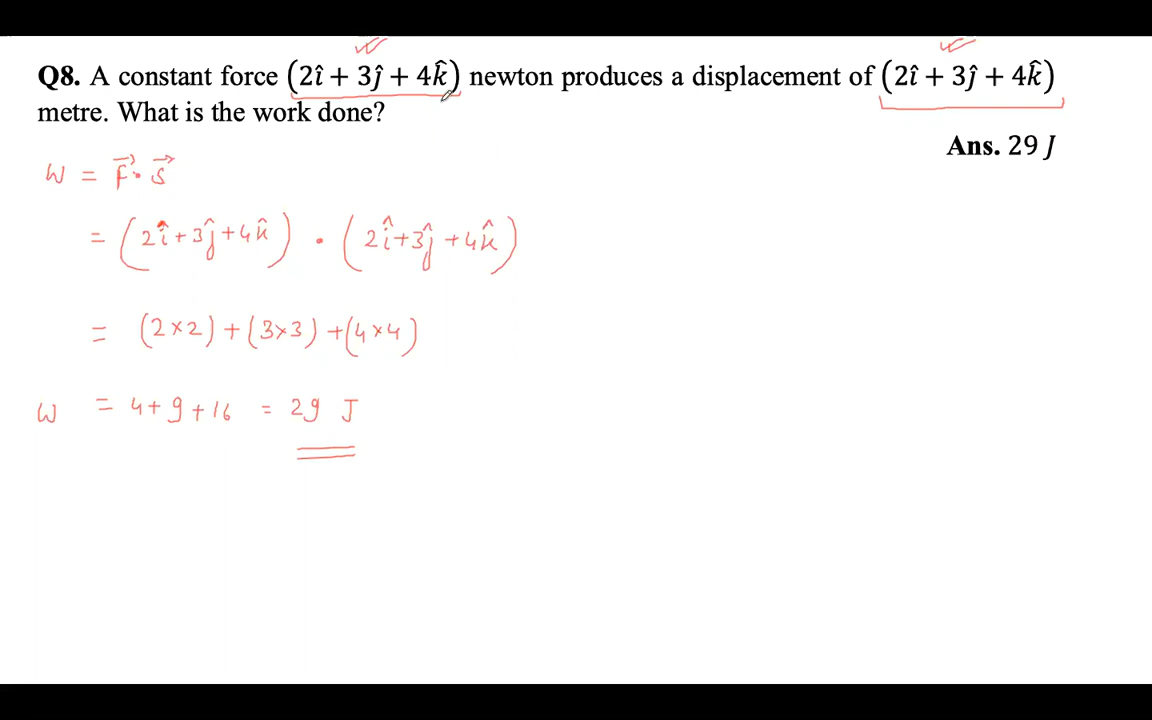 Q8. A constant force (2î + 3ĵ + 4k̂) newton produces a displacement of (2î + 3ĵ + 4k̂)
metre. What is the work done?
Ans. 29 J
W = F⃗ · S⃗
= (2î + 3ĵ + 4k̂) · (2î + 3ĵ + 4k̂)
= (2×2) + (3×3) + (4×4)
W = 4 + 9 + 16 = 29 J